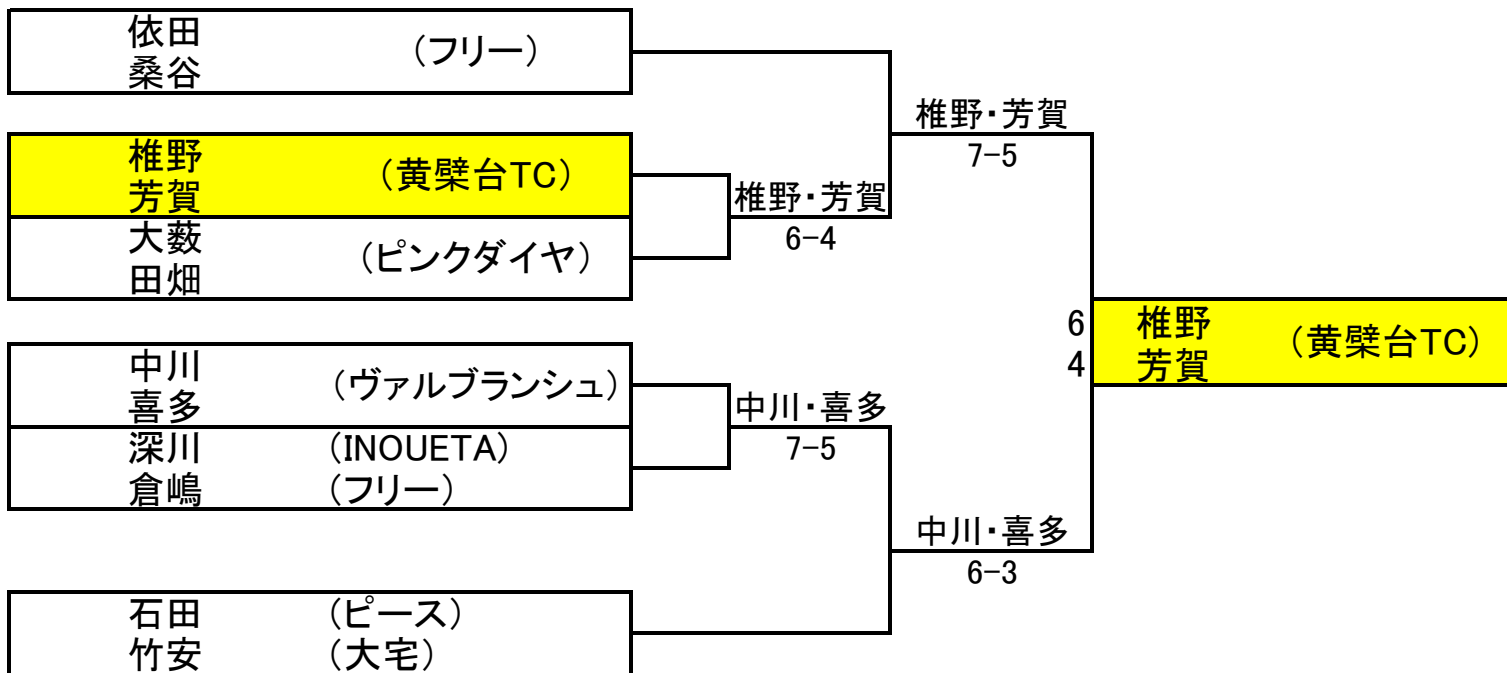 依田
桑谷
(フリー)
椎野・芳賀
7-5
椎野
芳賀
(黄檗台TC)
椎野・芳賀
6-4
大薮
田畑
(ピンクダイヤ)
6
4
椎野
芳賀
(黄檗台TC)
中川
喜多
(ヴァルブランシュ)
中川・喜多
7-5
深川 (INOUETA)
倉嶋 (フリー)
中川・喜多
6-3
石田 (ピース)
竹安 (大宅)